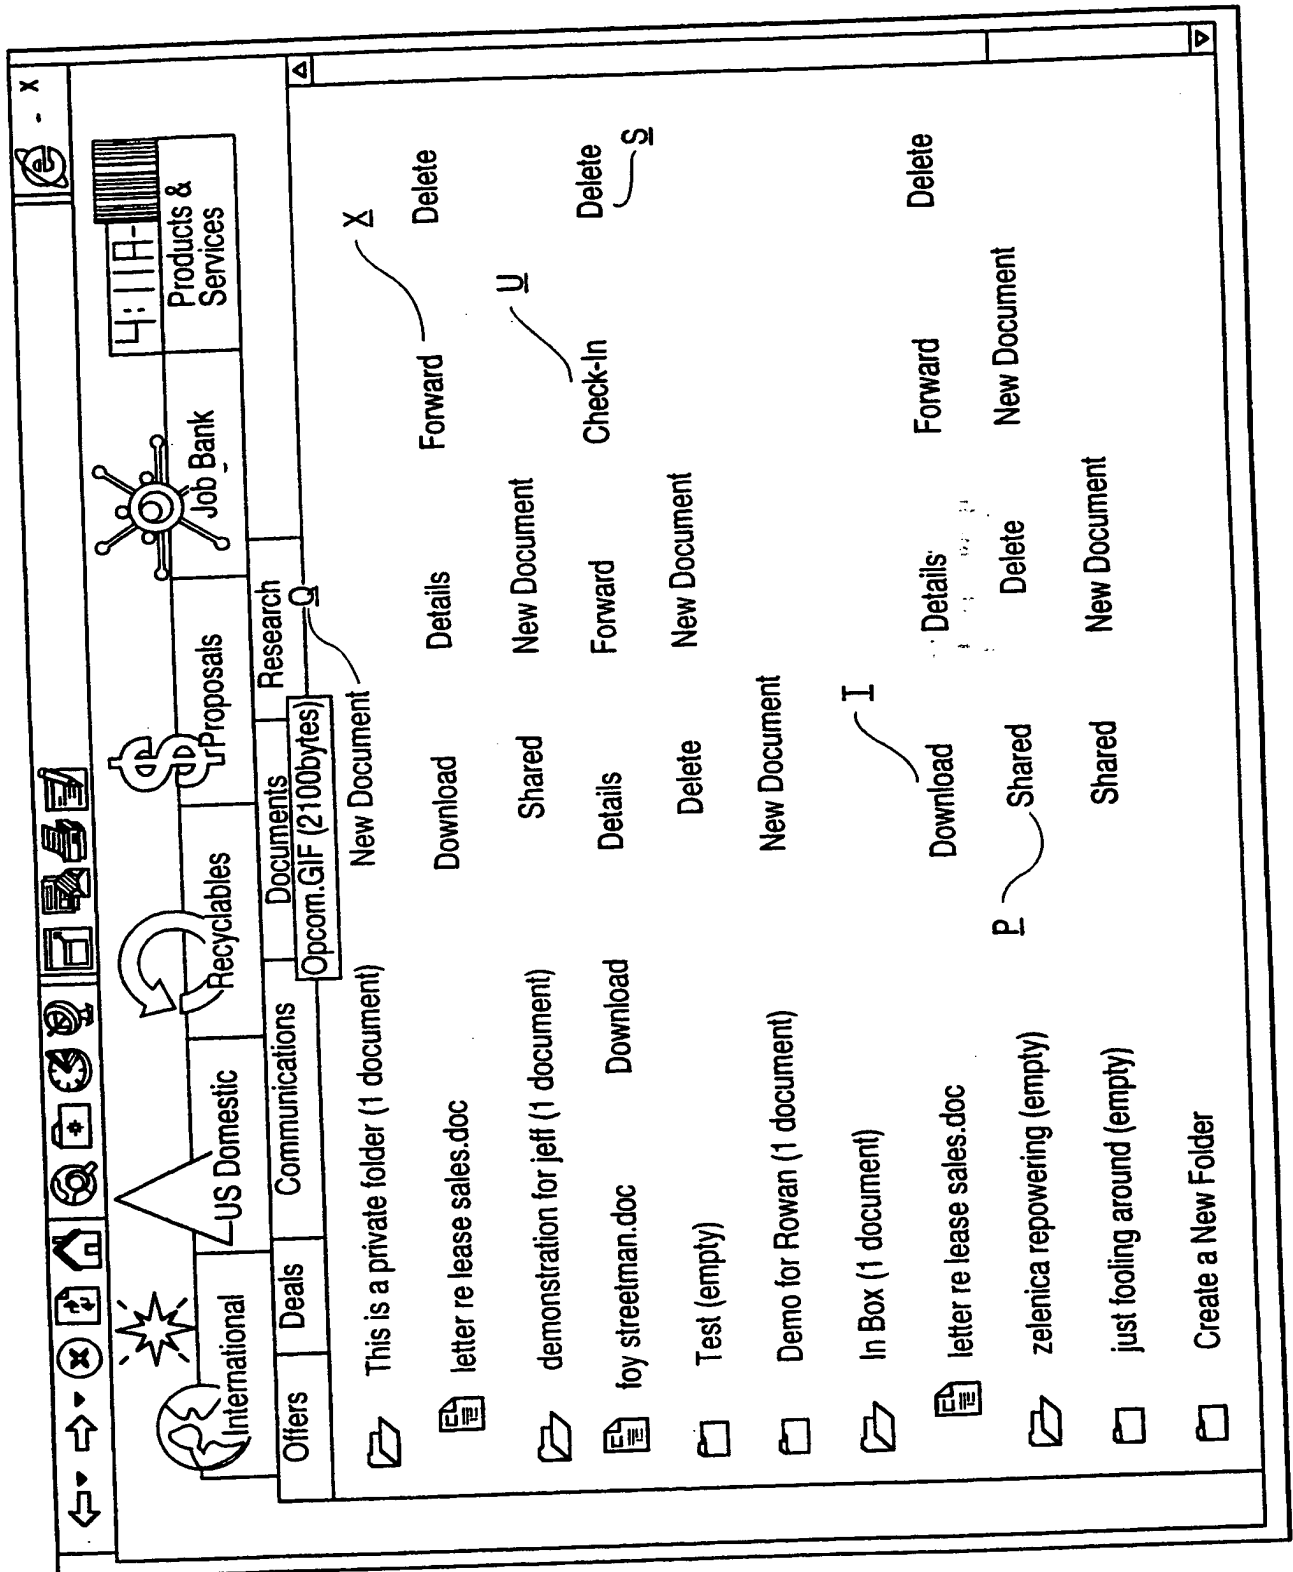 - x
4:11A-
International US Domestic Recyclables Proposals Job Bank Products &
Services
Offers Deals Communications Documents Research
Opcom.GIF (2100bytes)
Q
X
This is a private folder (1 document) New Document
letter re lease sales.doc Download Details Forward Delete
U
demonstration for jeff (1 document) Shared New Document
foy streetman.doc Download Details Forward Check-In Delete
S
Test (empty) Delete New Document
Demo for Rowan (1 document) New Document
I
In Box (1 document)
letter re lease sales.doc Download Details Forward Delete
P
zelenica repowering (empty) Shared Delete New Document
just fooling around (empty) Shared New Document
Create a New Folder